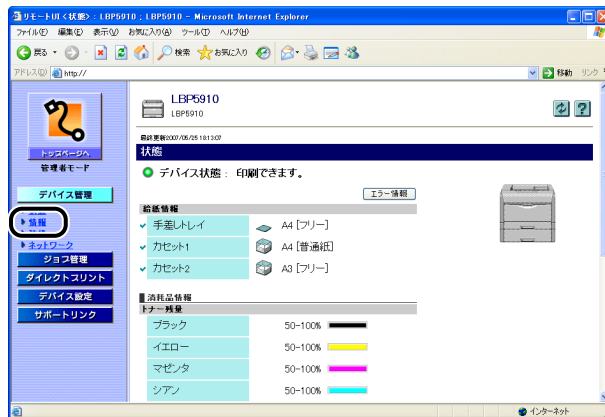 リモートUI <状態> : LBP5910 ; LBP5910 - Microsoft Internet Explorer
ファイル(F) 編集(E) 表示(V) お気に入り(A) ツール(T) ヘルプ(H)
戻る 検索 お気に入り
アドレス(D) http:// 移動 リンク
トップページへ
管理者モード
デバイス管理
情報
ネットワーク
ジョブ管理
ダイレクトプリント
デバイス設定
サポートリンク
LBP5910
LBP5910
最終更新2007/05/25 18:13:07
状態
デバイス状態 : 印刷できます。
エラー情報
給紙情報
手差しトレイ A4 [フリー]
カセット1 A4 [普通紙]
カセット2 A3 [フリー]
消耗品情報
トナー残量
ブラック 50-100%
イエロー 50-100%
マゼンタ 50-100%
シアン 50-100%
インターネット